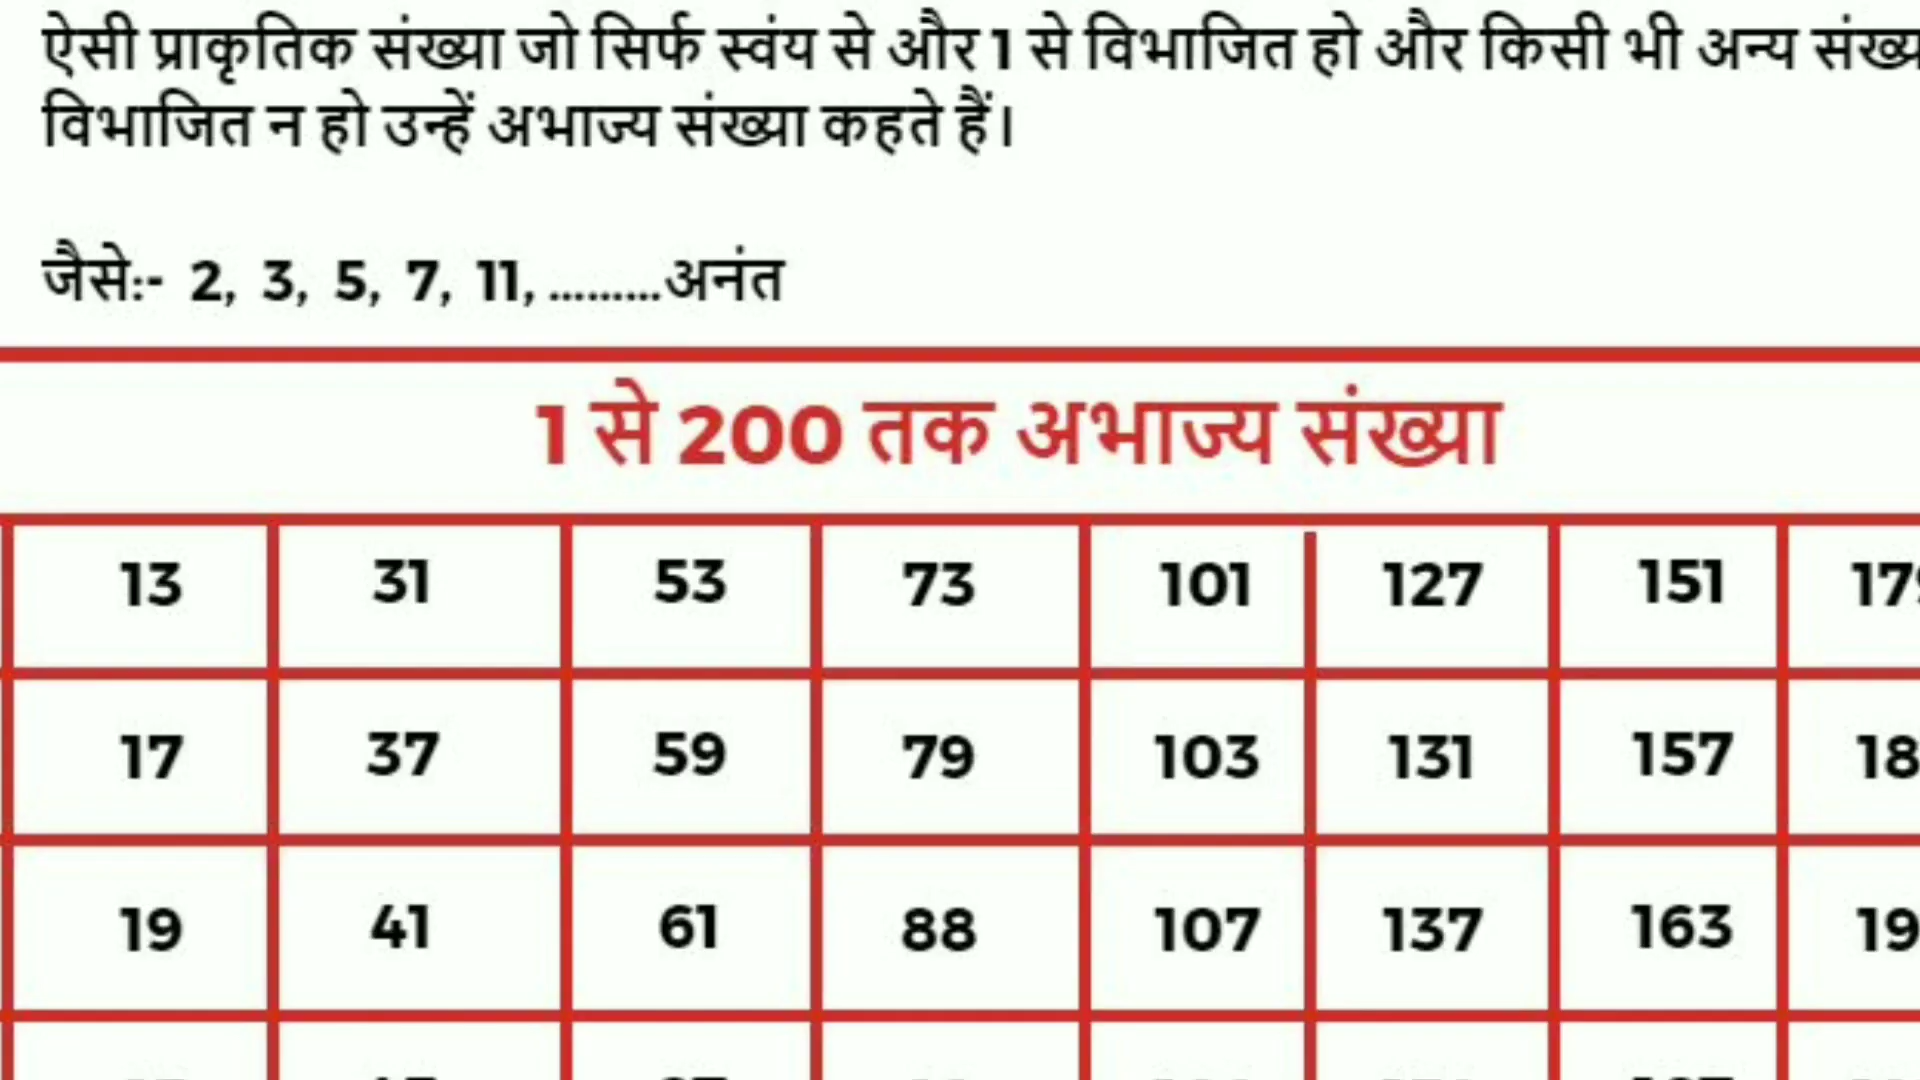 ऐसी प्राकृतिक संख्या जो सिर्फ स्वंय से और 1 से विभाजित हो और किसी भी अन्य
विभाजित न हो उन्हें अभाज्य संख्या कहते हैं।
जैसे:- 2, 3, 5, 7, 11, .........अनंत
1 से 200 तक अभाज्य संख्या
13 31 53 73 101 127 151
17 37 59 79 103 131 157
19 41 61 88 107 137 163